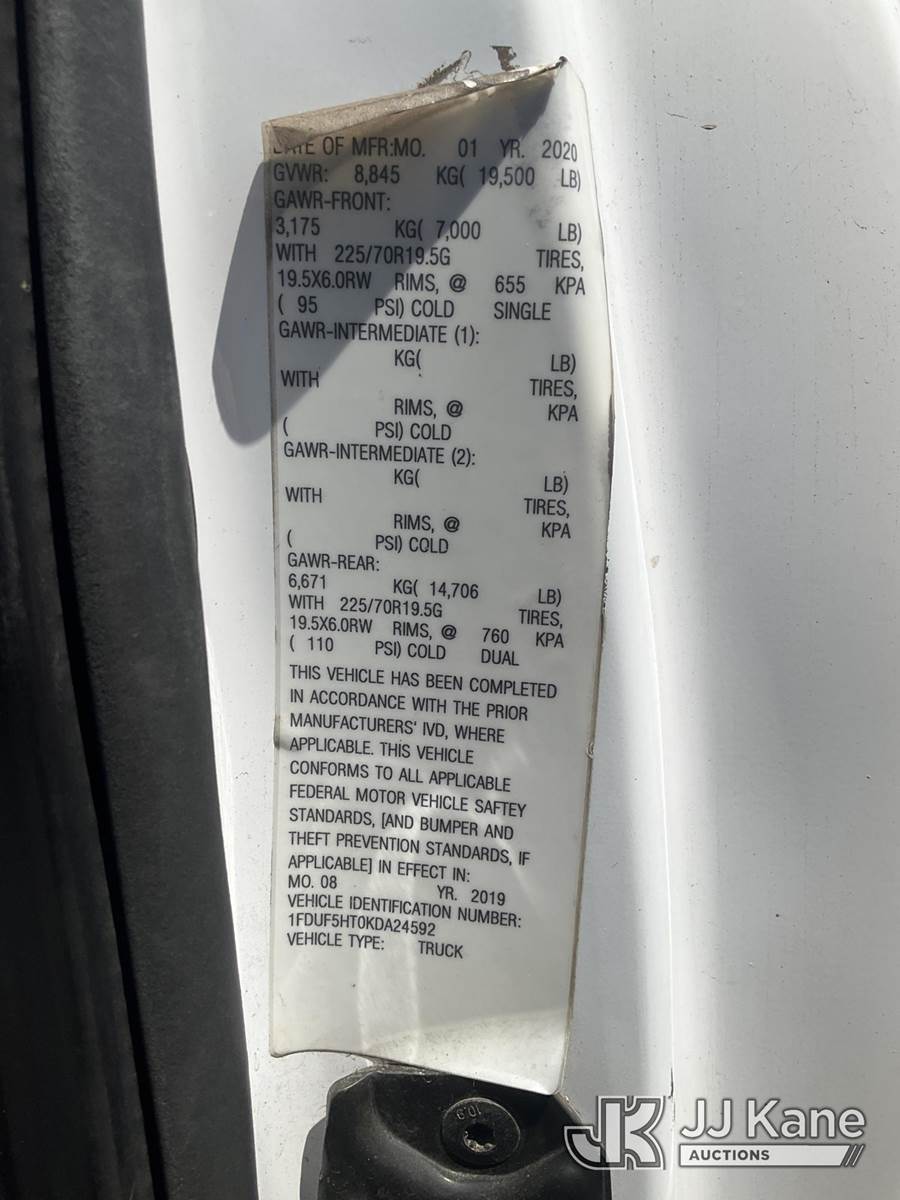 DATE OF MFR:MO. 01 YR. 2020
GVWR: 8,845 KG( 19,500 LB)
GAWR-FRONT:
3,175 KG( 7,000 LB)
WITH 225/70R19.5G TIRES,
19.5X6.0RW RIMS, @ 655 KPA
( 95 PSI) COLD SINGLE
GAWR-INTERMEDIATE (1):
KG( LB)
WITH TIRES,
RIMS, @ KPA
( PSI) COLD
GAWR-INTERMEDIATE (2):
KG( LB)
WITH TIRES,
RIMS, @ KPA
( PSI) COLD
GAWR-REAR:
6,671 KG( 14,706 LB)
WITH 225/70R19.5G TIRES,
19.5X6.0RW RIMS, @ 760 KPA
( 110 PSI) COLD DUAL
THIS VEHICLE HAS BEEN COMPLETED
IN ACCORDANCE WITH THE PRIOR
MANUFACTURERS' IVD, WHERE
APPLICABLE. THIS VEHICLE
CONFORMS TO ALL APPLICABLE
FEDERAL MOTOR VEHICLE SAFTEY
STANDARDS, [AND BUMPER AND
THEFT PREVENTION STANDARDS, IF
APPLICABLE] IN EFFECT IN:
MO. 08 YR. 2019
VEHICLE IDENTIFICATION NUMBER:
1FDUF5HT0KDA24592
VEHICLE TYPE: TRUCK
10.9
JK JJ Kane
AUCTIONS